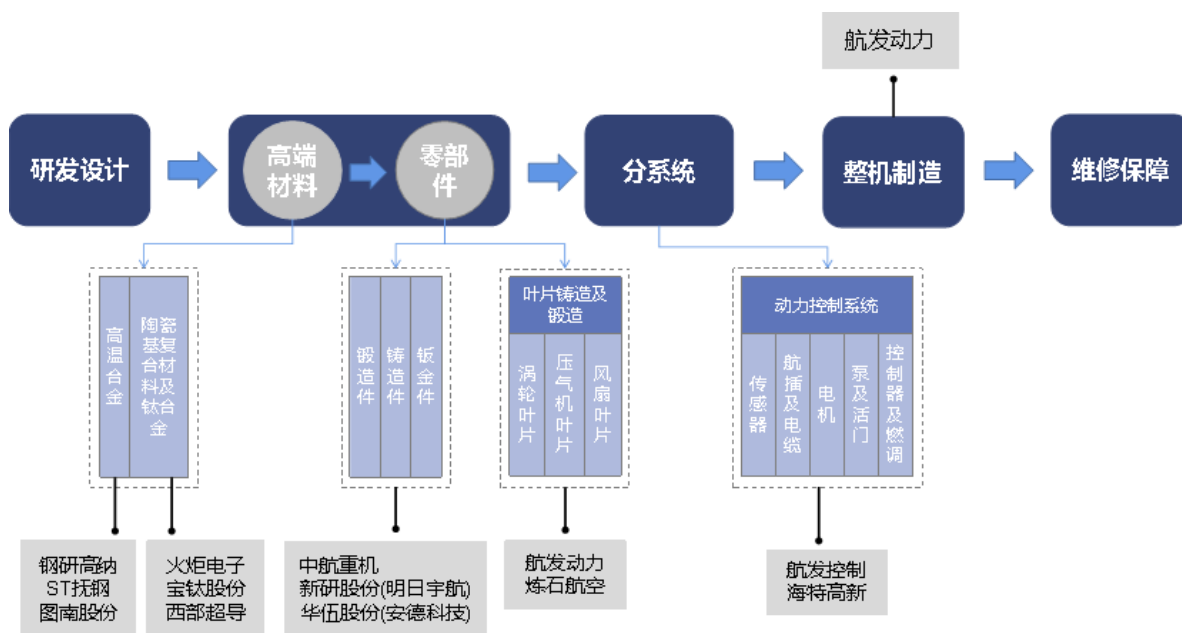 航发动力
研发设计
高端
材料
零部
件
分系统
整机制造
维修保障
高温合金
陶瓷基复合材料及钛合金
锻造件
铸造件
钣金件
叶片铸造及
锻造
涡轮叶片
压气机叶片
风扇叶片
动力控制系统
传感器
航插及电缆
电机
泵及活门
控制器及燃调
钢研高纳
ST抚钢
图南股份
火炬电子
宝钛股份
西部超导
中航重机
新研股份(明日宇航)
华伍股份(安德科技)
航发动力
炼石航空
航发控制
海特高新